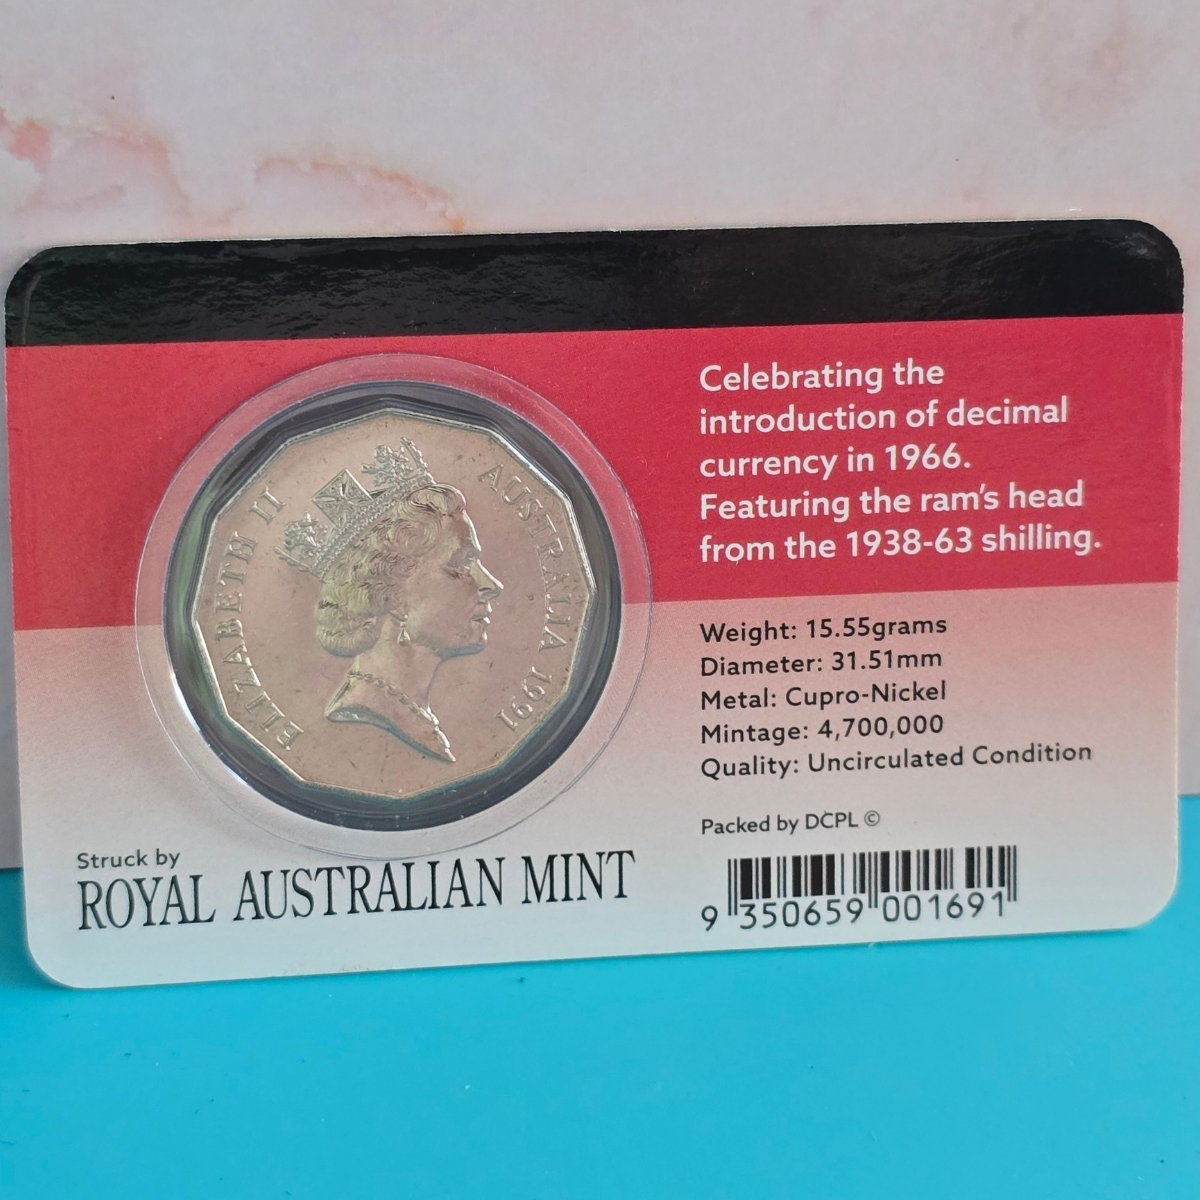 Celebrating the
introduction of decimal
currency in 1966.
Featuring the ram's head
from the 1938-63 shilling.
ELIZABETH II
AUSTRALIA 1991
Weight: 15.55grams
Diameter: 31.51mm
Metal: Cupro-Nickel
Mintage: 4,700,000
Quality: Uncirculated Condition
Packed by DCPL ©
Struck by
ROYAL AUSTRALIAN MINT
9 350659 001691